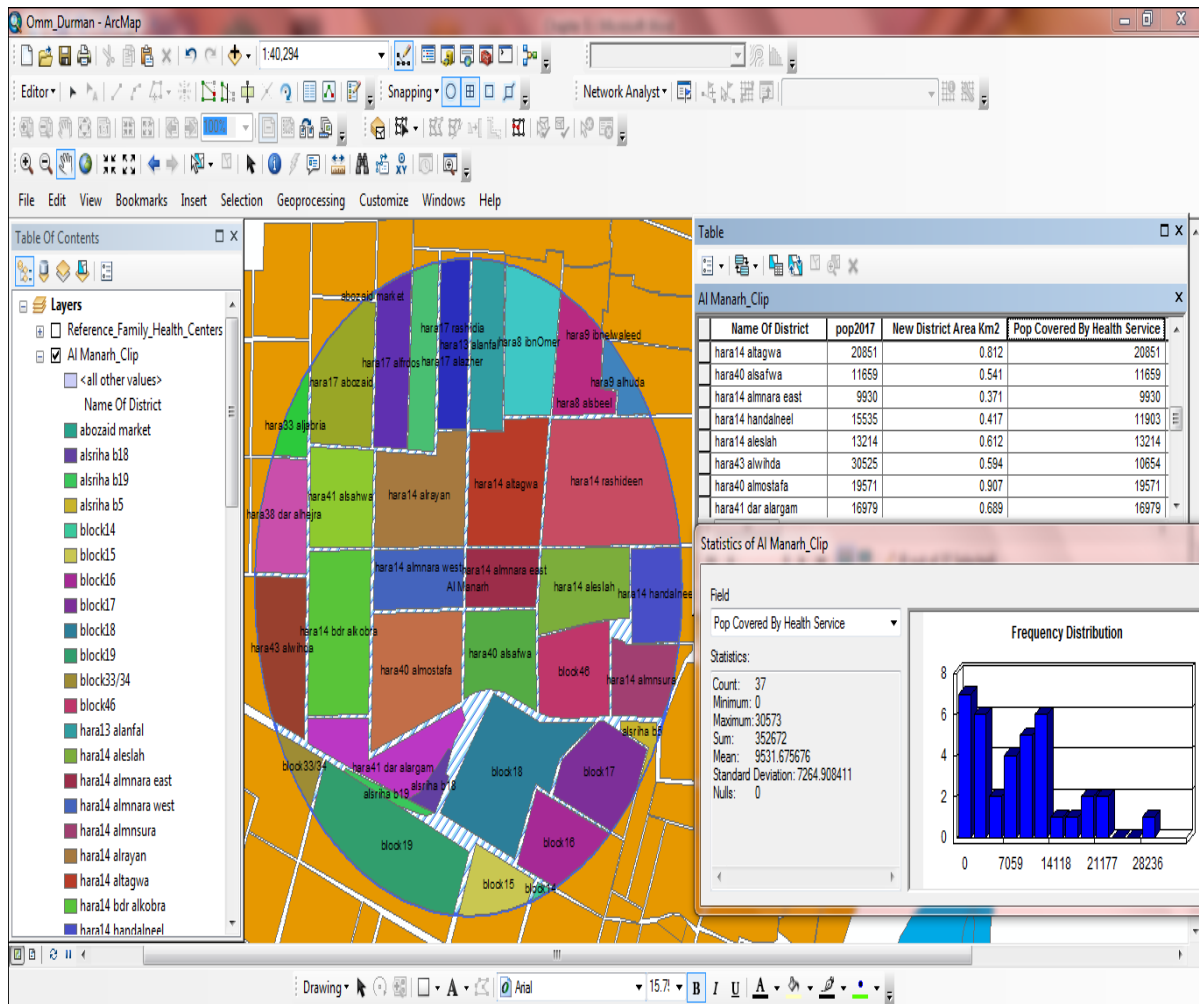 Omm_Durman - ArcMap
1:40,294
Editor
Snapping
Network Analyst
100%
File Edit View Bookmarks Insert Selection Geoprocessing Customize Windows Help
Table Of Contents
Layers
Reference_Family_Health_Centers
Al Manarh_Clip
<all other values>
Name Of District
abozaid market
alsriha b18
alsriha b19
alsriha b5
block14
block15
block16
block17
block18
block19
block33/34
block46
hara13 alanfal
hara14 aleslah
hara14 almnara east
hara14 almnara west
hara14 almnsura
hara14 alrayan
hara14 altagwa
hara14 bdr alkobra
hara14 handalneel
abozaid market
hara17 rashidia
hara13 alanfal
hara8 ibnOmer
hara9 ibnelwaleed
hara17 alfrdos
hara17 alazher
hara17 abozaid
hara9 alhuda
hara8 alsbeel
hara33 aljabria
hara41 alsahwa
hara14 alrayan
hara14 altagwa
hara14 rashideen
hara38 dar alhejra
hara14 almnara west
hara14 almnara east
Al Manarh
hara14 aleslah
hara14 handalneel
hara43 alwihda
hara14 bdr alkobra
hara40 almostafa
hara40 alsafwa
block46
hara14 almnsura
alsriha b5
block33/34
hara41 dar alargam
alsriha b18
alsriha b19
block18
block17
block19
block16
block15
block14
Table
Al Manarh_Clip
Name Of District pop2017 New District Area Km2 Pop Covered By Health Service
hara14 altagwa 20851 0.812 20851
hara40 alsafwa 11659 0.541 11659
hara14 almnara east 9930 0.371 9930
hara14 handalneel 15535 0.417 11903
hara14 aleslah 13214 0.612 13214
hara43 alwihda 30525 0.594 10654
hara40 almostafa 19571 0.907 19571
hara41 dar alargam 16979 0.689 16979
Statistics of Al Manarh_Clip
Field
Pop Covered By Health Service
Statistics:
Count: 37
Minimum: 0
Maximum: 30573
Sum: 352672
Mean: 9531.675676
Standard Deviation: 7264.908411
Nulls: 0
Frequency Distribution
8
6
4
2
0
0 7059 14118 21177 28236
Drawing
Arial
B I U A